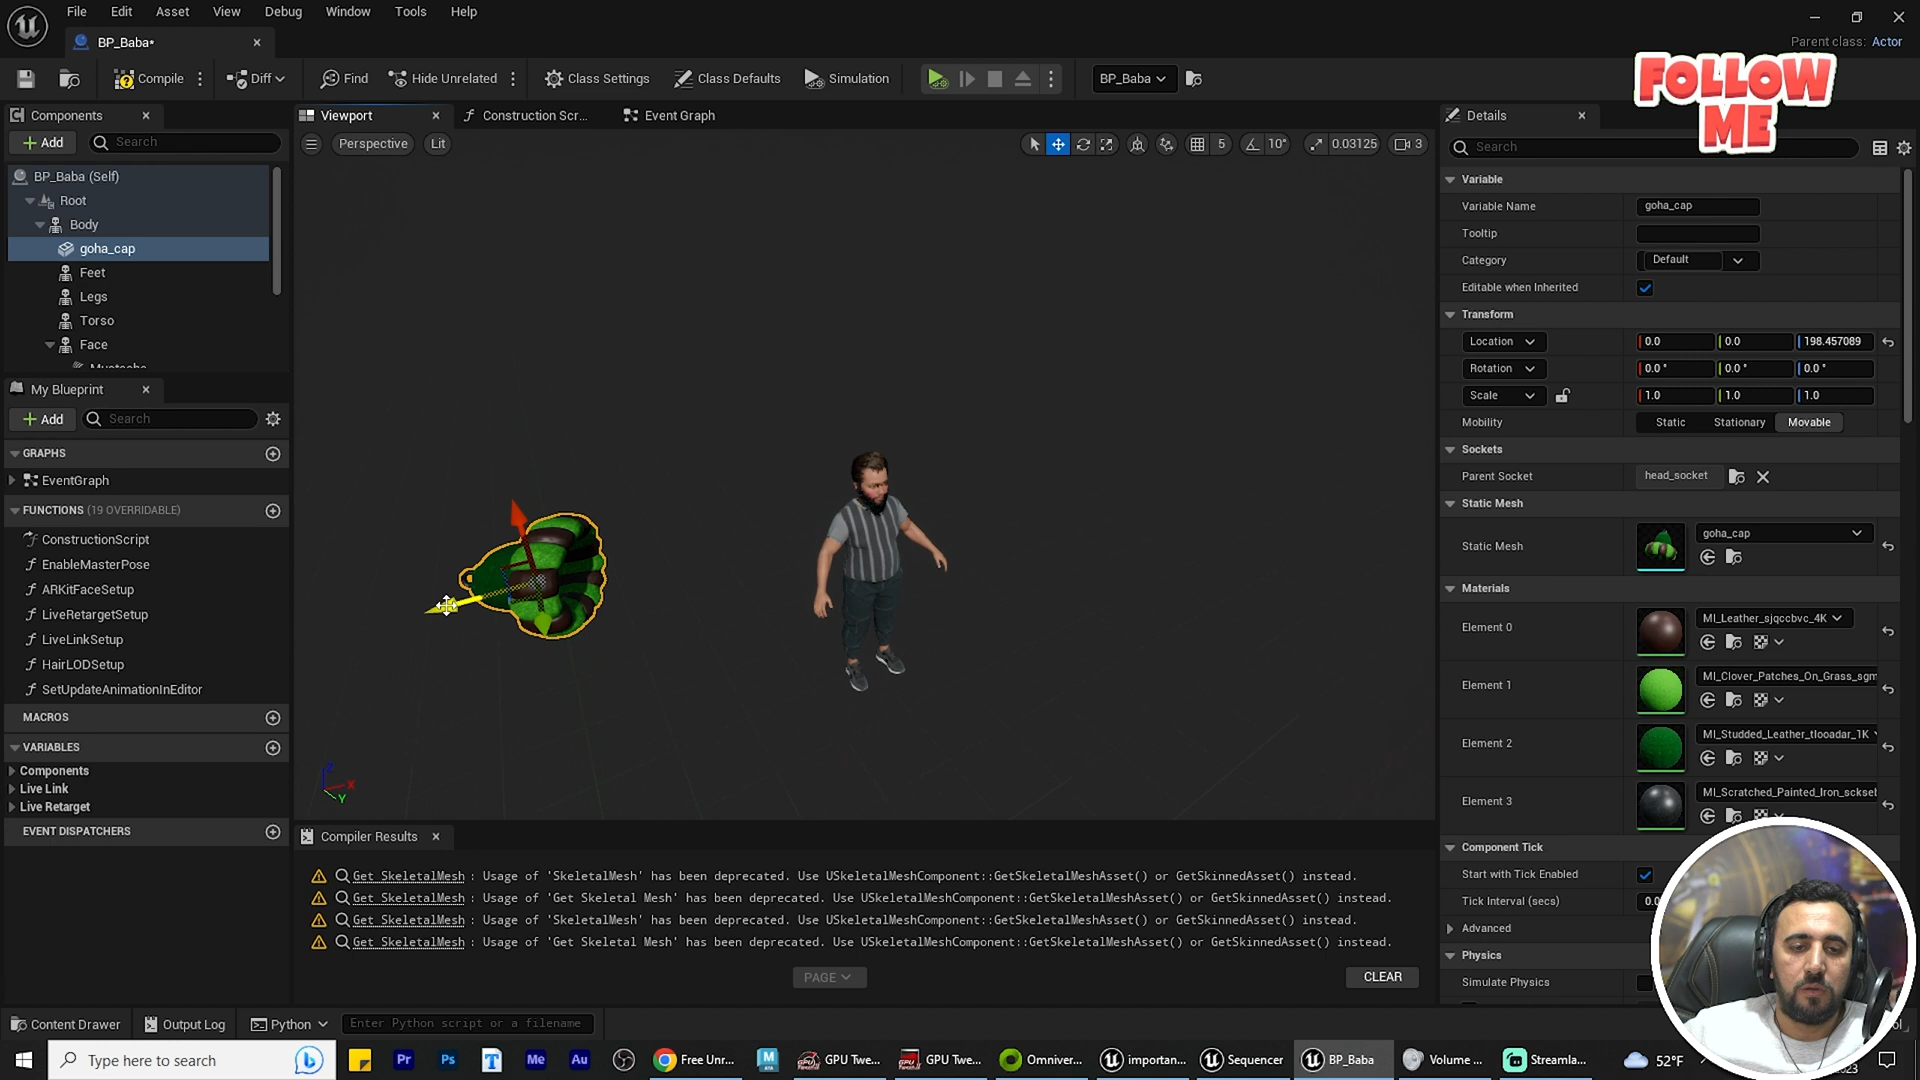 File Edit Asset View Debug Window Tools Help
BP_Baba*
Parent class: Actor
Compile Diff Find Hide Unrelated Class Settings Class Defaults Simulation BP_Baba
FOLLOW
ME
Components
Add Search
BP_Baba (Self)
Root
Body
goha_cap
Feet
Legs
Torso
Face
My Blueprint
Add Search
GRAPHS
EventGraph
FUNCTIONS (19 OVERRIDABLE)
ConstructionScript
EnableMasterPose
ARKitFaceSetup
LiveRetargetSetup
LiveLinkSetup
HairLODSetup
SetUpdateAnimationInEditor
MACROS
VARIABLES
Components
Live Link
Live Retarget
EVENT DISPATCHERS
Viewport Construction Scr... Event Graph
Perspective Lit 5 10° 0.03125 3
Z
X
Y
Compiler Results
Get SkeletalMesh : Usage of 'SkeletalMesh' has been deprecated. Use USkeletalMeshComponent::GetSkeletalMeshAsset() or GetSkinnedAsset() instead.
Get SkeletalMesh : Usage of 'Get Skeletal Mesh' has been deprecated. Use USkeletalMeshComponent::GetSkeletalMeshAsset() or GetSkinnedAsset() instead.
Get SkeletalMesh : Usage of 'SkeletalMesh' has been deprecated. Use USkeletalMeshComponent::GetSkeletalMeshAsset() or GetSkinnedAsset() instead.
Get SkeletalMesh : Usage of 'Get Skeletal Mesh' has been deprecated. Use USkeletalMeshComponent::GetSkeletalMeshAsset() or GetSkinnedAsset() instead.
PAGE
CLEAR
Details
Search
Variable
Variable Name goha_cap
Tooltip
Category Default
Editable when Inherited
Transform
Location 0.0 0.0 198.457089
Rotation 0.0 ° 0.0 ° 0.0 °
Scale 1.0 1.0 1.0
Mobility Static Stationary Movable
Sockets
Parent Socket head_socket
Static Mesh
Static Mesh goha_cap
Materials
Element 0 MI_Leather_sjqccbvc_4K
Element 1 MI_Clover_Patches_On_Grass_sgm
Element 2 MI_Studded_Leather_tlooadar_1K
Element 3 MI_Scratched_Painted_Iron_scksel
Component Tick
Start with Tick Enabled
Tick Interval (secs) 0.0
Advanced
Physics
Simulate Physics
Content Drawer Output Log Python Enter Python script or a filename
Type here to search Pr Ps T Me Au Free Unr... M GPU Twe... GPU Twe... Omniver... importan... Sequencer BP_Baba Volume ... Streamla... 52°F